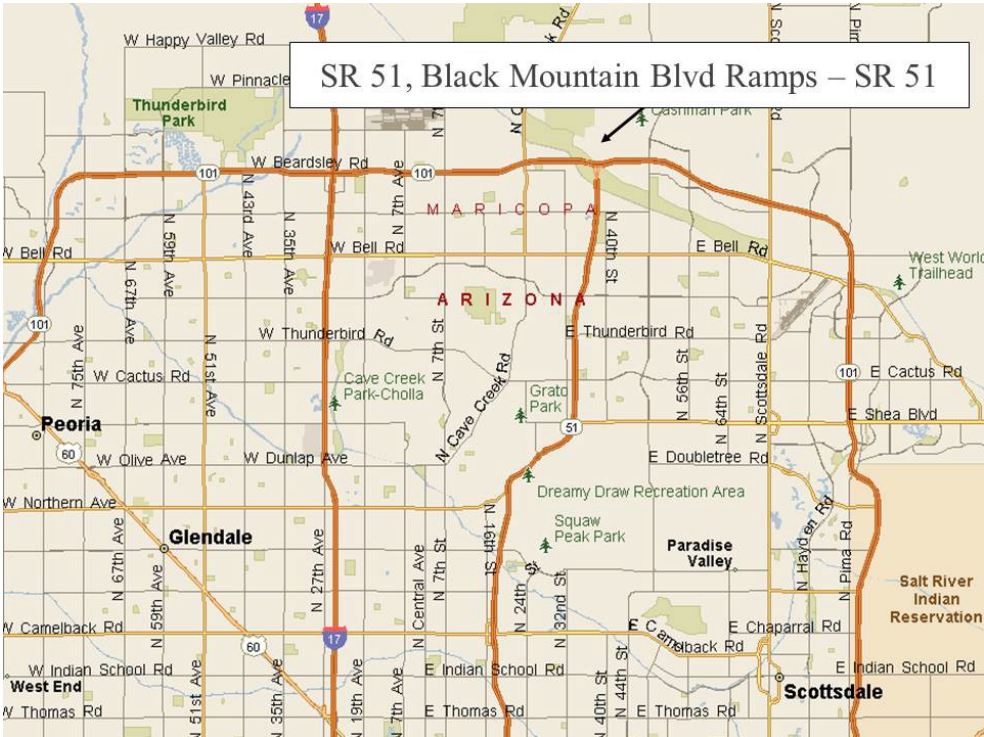 17
k Rd
N Sco
N Pima
W Happy Valley Rd
SR 51, Black Mountain Blvd Ramps – SR 51
W Pinnacle
Thunderbird
Park
N 7
Cashman Park
W Beardsley Rd
101
101
N 7th Ave
N 43rd Ave
N 59th Ave
N 35th Ave
MARICOPA
N 40th St
W Bell Rd
W Bell Rd
E Bell Rd
West World
Trailhead
N 67th Ave
ARIZONA
101
W Thunderbird Rd
N 7th St
E Thunderbird Rd
N 75th Ave
N 51st Ave
W Cactus Rd
Cave Creek
Park-Cholla
N Cave Creek Rd
Grato
Park
N 56th St
N 64th St
N Scottsdale Rd
101
E Cactus Rd
E Shea Blvd
Peoria
51
60
W Olive Ave
W Dunlap Ave
E Doubletree Rd
W Northern Ave
Dreamy Draw Recreation Area
N 16th St
Squaw
Peak Park
N Hayden Rd
N Pima Rd
Glendale
N 67th Ave
N 59th Ave
N 27th Ave
N Central Ave
N 7th St
N 24th St
N 32nd St
Paradise
Valley
Salt River
Indian
Reservation
W Camelback Rd
17
E Camelback Rd
E Chaparral Rd
60
W Indian School Rd
E Indian School Rd
E Indian School Rd
West End
Scottsdale
N 51st Ave
N 35th Ave
N 19th Ave
N 7th Ave
N 40th St
N 44th St
W Thomas Rd
E Thomas Rd
E Thomas Rd